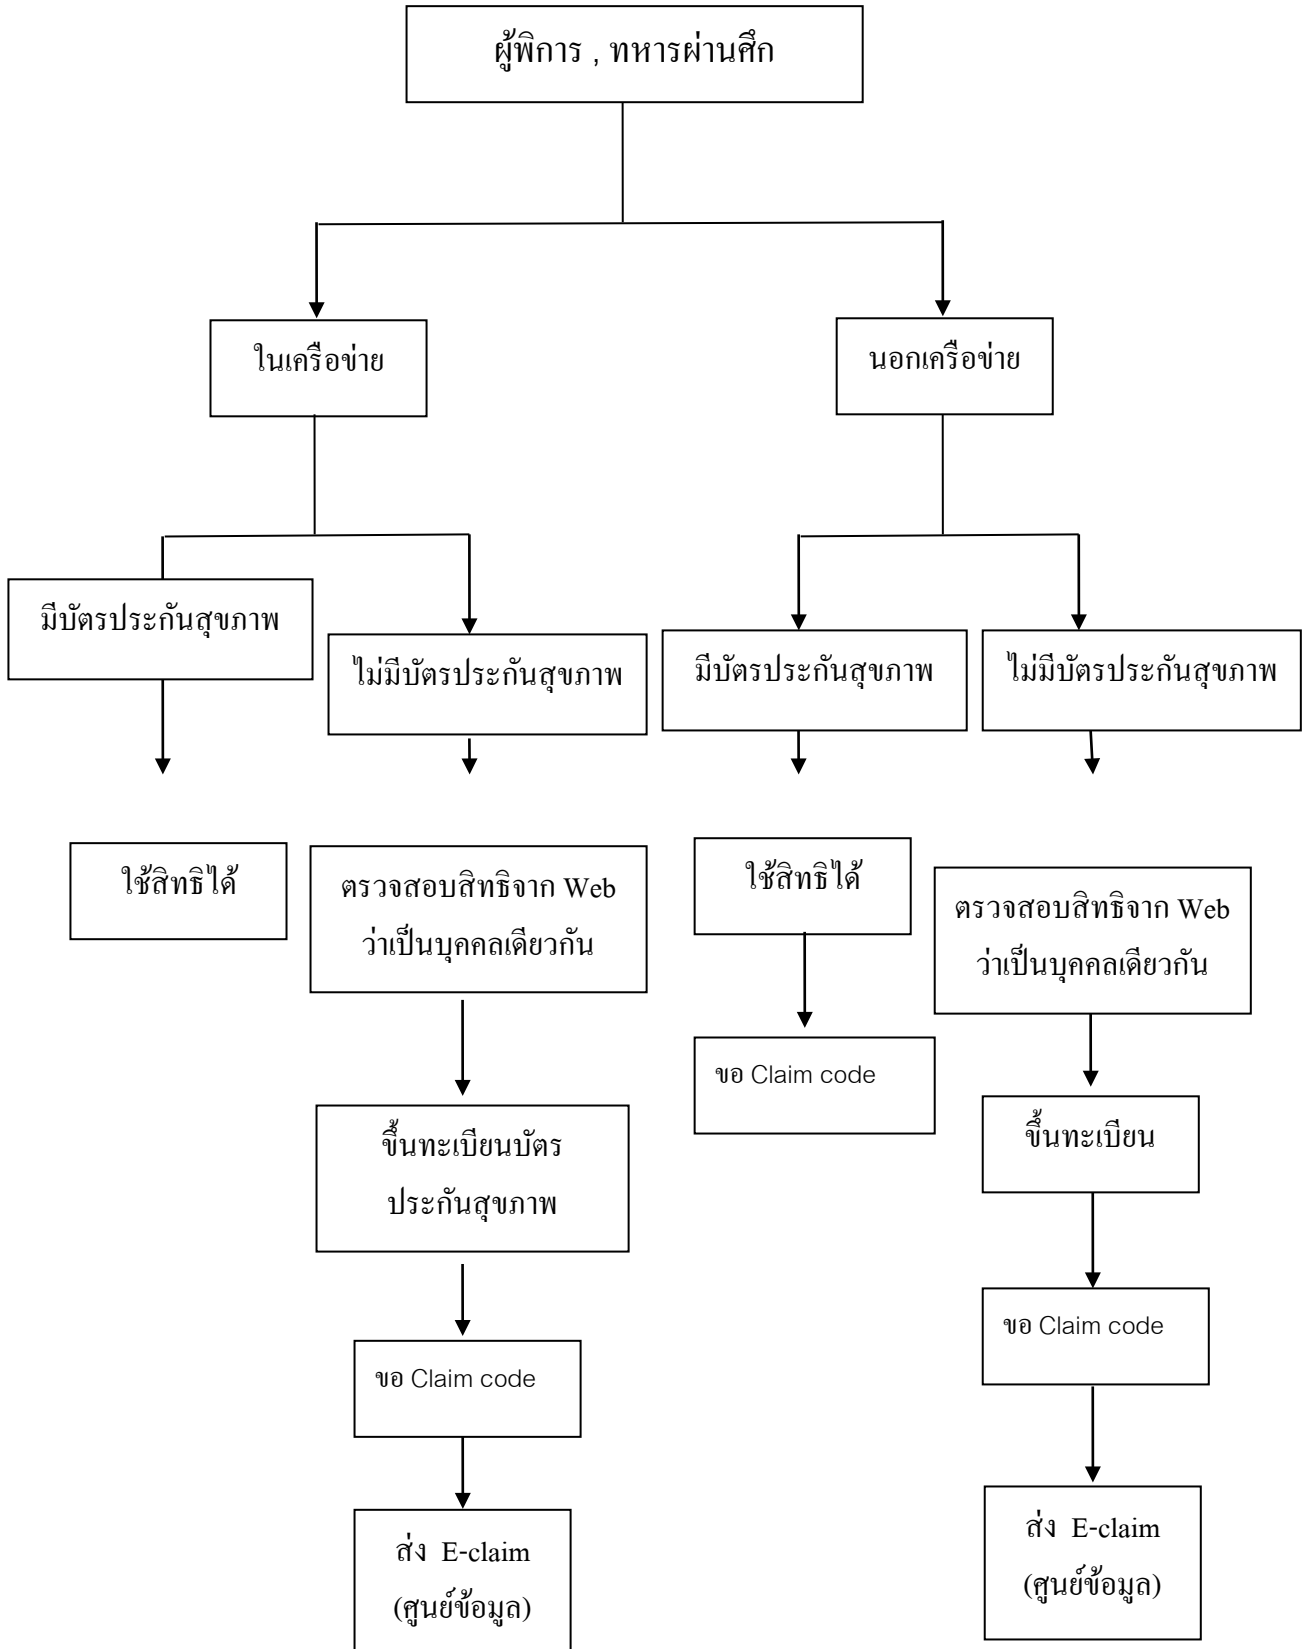 ผู้พิการ , ทหารผ่านศึก
ในเครือข่าย
นอกเครือข่าย
มีบัตรประกันสุขภาพ
ไม่มีบัตรประกันสุขภาพ
มีบัตรประกันสุขภาพ
ไม่มีบัตรประกันสุขภาพ
ใช้สิทธิได้
ตรวจสอบสิทธิจาก Web
ว่าเป็นบุคคลเดียวกัน
ใช้สิทธิได้
ตรวจสอบสิทธิจาก Web
ว่าเป็นบุคคลเดียวกัน
ขอ Claim code
ขึ้นทะเบียนบัตร
ประกันสุขภาพ
ขึ้นทะเบียน
ขอ Claim code
ขอ Claim code
ส่ง E-claim
(ศูนย์ข้อมูล)
ส่ง E-claim
(ศูนย์ข้อมูล)